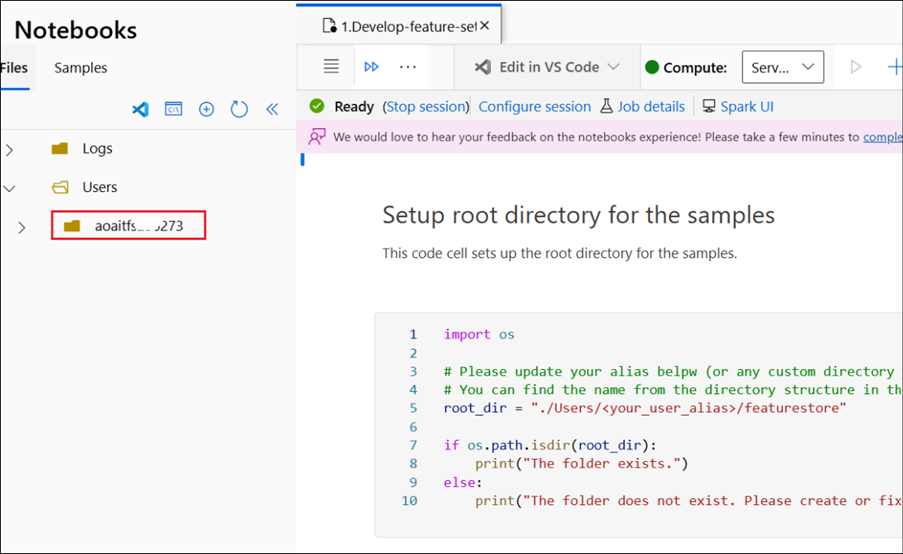 Notebooks
Files
Samples
Logs
Users
1.Develop-feature-set
Edit in VS Code
Compute:
Serv...
Ready (Stop session) Configure session Job details Spark UI
We would love to hear your feedback on the notebooks experience! Please take a few minutes to comple
Setup root directory for the samples
This code cell sets up the root directory for the samples.
1 import os
2
3 # Please update your alias belpw (or any custom directory
4 # You can find the name from the directory structure in th
5 root_dir = "./Users/<your_user_alias>/featurestore"
6
7 if os.path.isdir(root_dir):
8 print("The folder exists.")
9 else:
10 print("The folder does not exist. Please create or fix